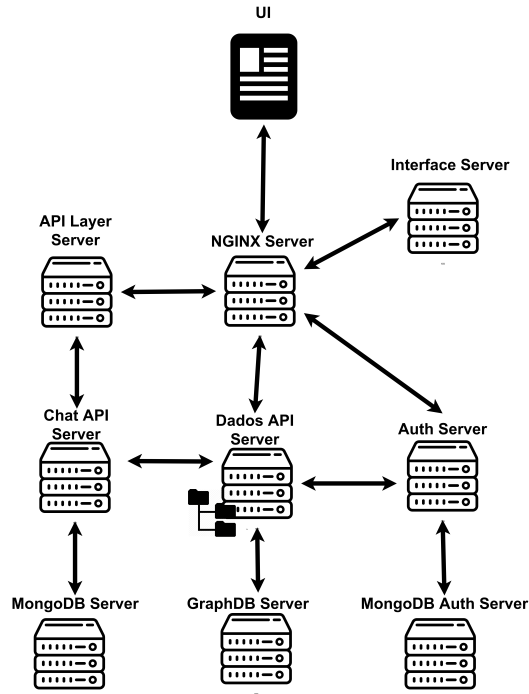 UI
Interface Server
API Layer
Server
NGINX Server
Chat API
Server
Dados API
Server
Auth Server
MongoDB Server
GraphDB Server
MongoDB Auth Server